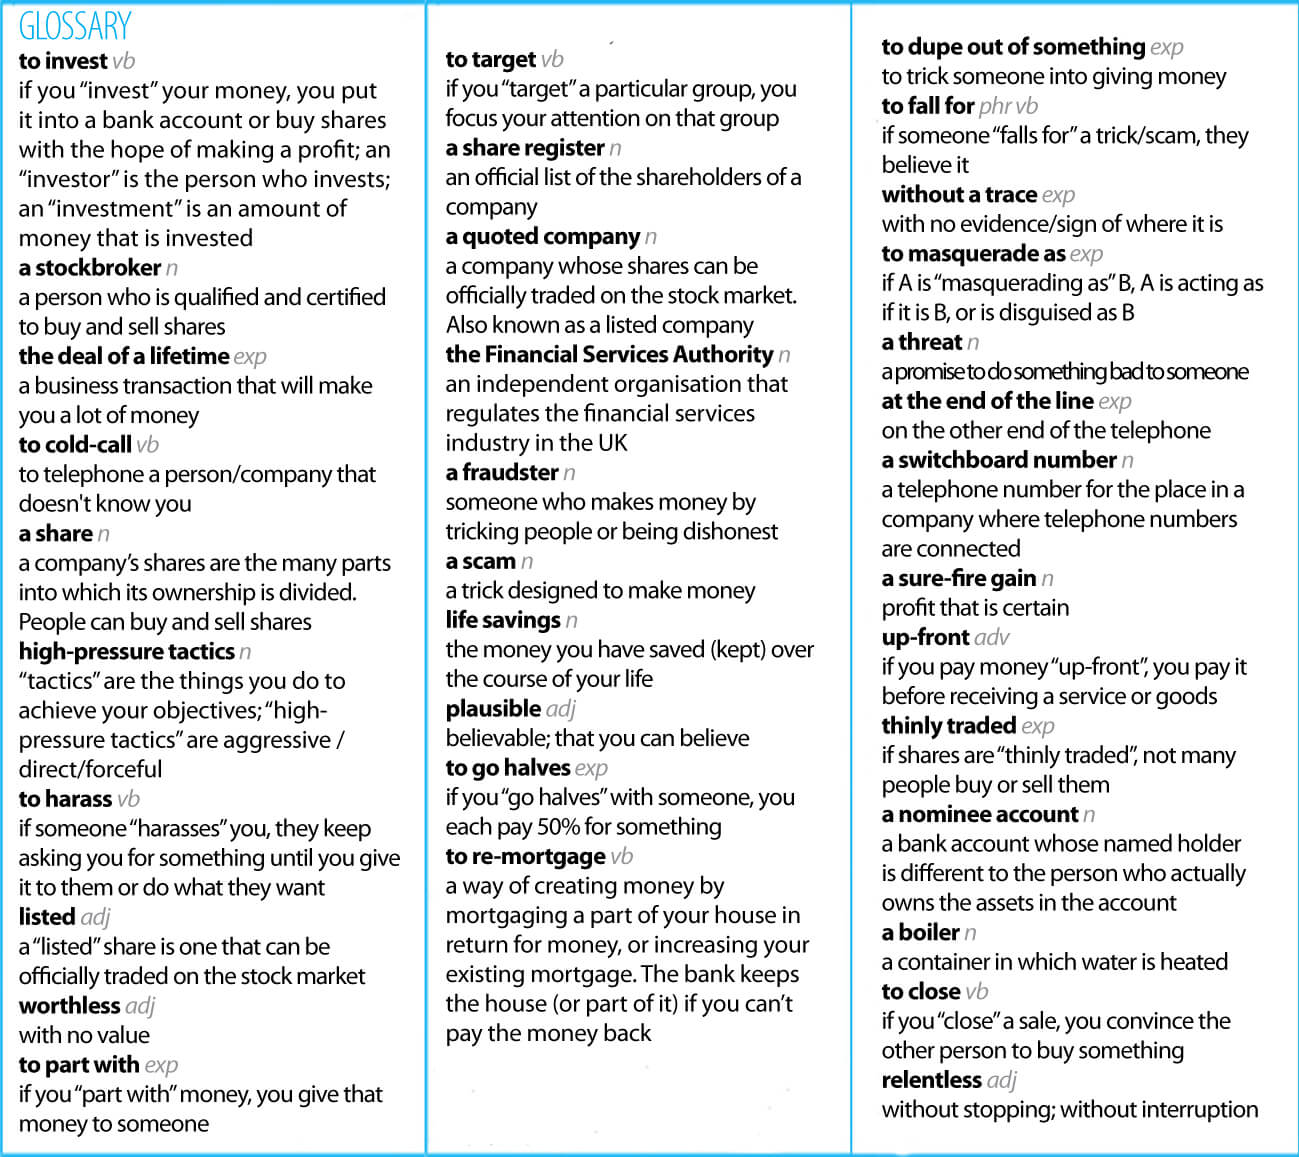 GLOSSARY
to invest vb
if you “invest” your money, you put
it into a bank account or buy shares
with the hope of making a profit; an
“investor” is the person who invests;
an “investment” is an amount of
money that is invested
a stockbroker n
a person who is qualified and certified
to buy and sell shares
the deal of a lifetime exp
a business transaction that will make
you a lot of money
to cold-call vb
to telephone a person/company that
doesn't know you
a share n
a company’s shares are the many parts
into which its ownership is divided.
People can buy and sell shares
high-pressure tactics n
“tactics” are the things you do to
achieve your objectives; “high-
pressure tactics” are aggressive /
direct/forceful
to harass vb
if someone “harasses” you, they keep
asking you for something until you give
it to them or do what they want
listed adj
a “listed” share is one that can be
officially traded on the stock market
worthless adj
with no value
to part with exp
if you “part with” money, you give that
money to someone
to target vb
if you “target” a particular group, you
focus your attention on that group
a share register n
an official list of the shareholders of a
company
a quoted company n
a company whose shares can be
officially traded on the stock market.
Also known as a listed company
the Financial Services Authority n
an independent organisation that
regulates the financial services
industry in the UK
a fraudster n
someone who makes money by
tricking people or being dishonest
a scam n
a trick designed to make money
life savings n
the money you have saved (kept) over
the course of your life
plausible adj
believable; that you can believe
to go halves exp
if you “go halves” with someone, you
each pay 50% for something
to re-mortgage vb
a way of creating money by
mortgaging a part of your house in
return for money, or increasing your
existing mortgage. The bank keeps
the house (or part of it) if you can’t
pay the money back
to dupe out of something exp
to trick someone into giving money
to fall for phr vb
if someone “falls for” a trick/scam, they
believe it
without a trace exp
with no evidence/sign of where it is
to masquerade as exp
if A is “masquerading as” B, A is acting as
if it is B, or is disguised as B
a threat n
a promise to do something bad to someone
at the end of the line exp
on the other end of the telephone
a switchboard number n
a telephone number for the place in a
company where telephone numbers
are connected
a sure-fire gain n
profit that is certain
up-front adv
if you pay money “up-front”, you pay it
before receiving a service or goods
thinly traded exp
if shares are “thinly traded”, not many
people buy or sell them
a nominee account n
a bank account whose named holder
is different to the person who actually
owns the assets in the account
a boiler n
a container in which water is heated
to close vb
if you “close” a sale, you convince the
other person to buy something
relentless adj
without stopping; without interruption